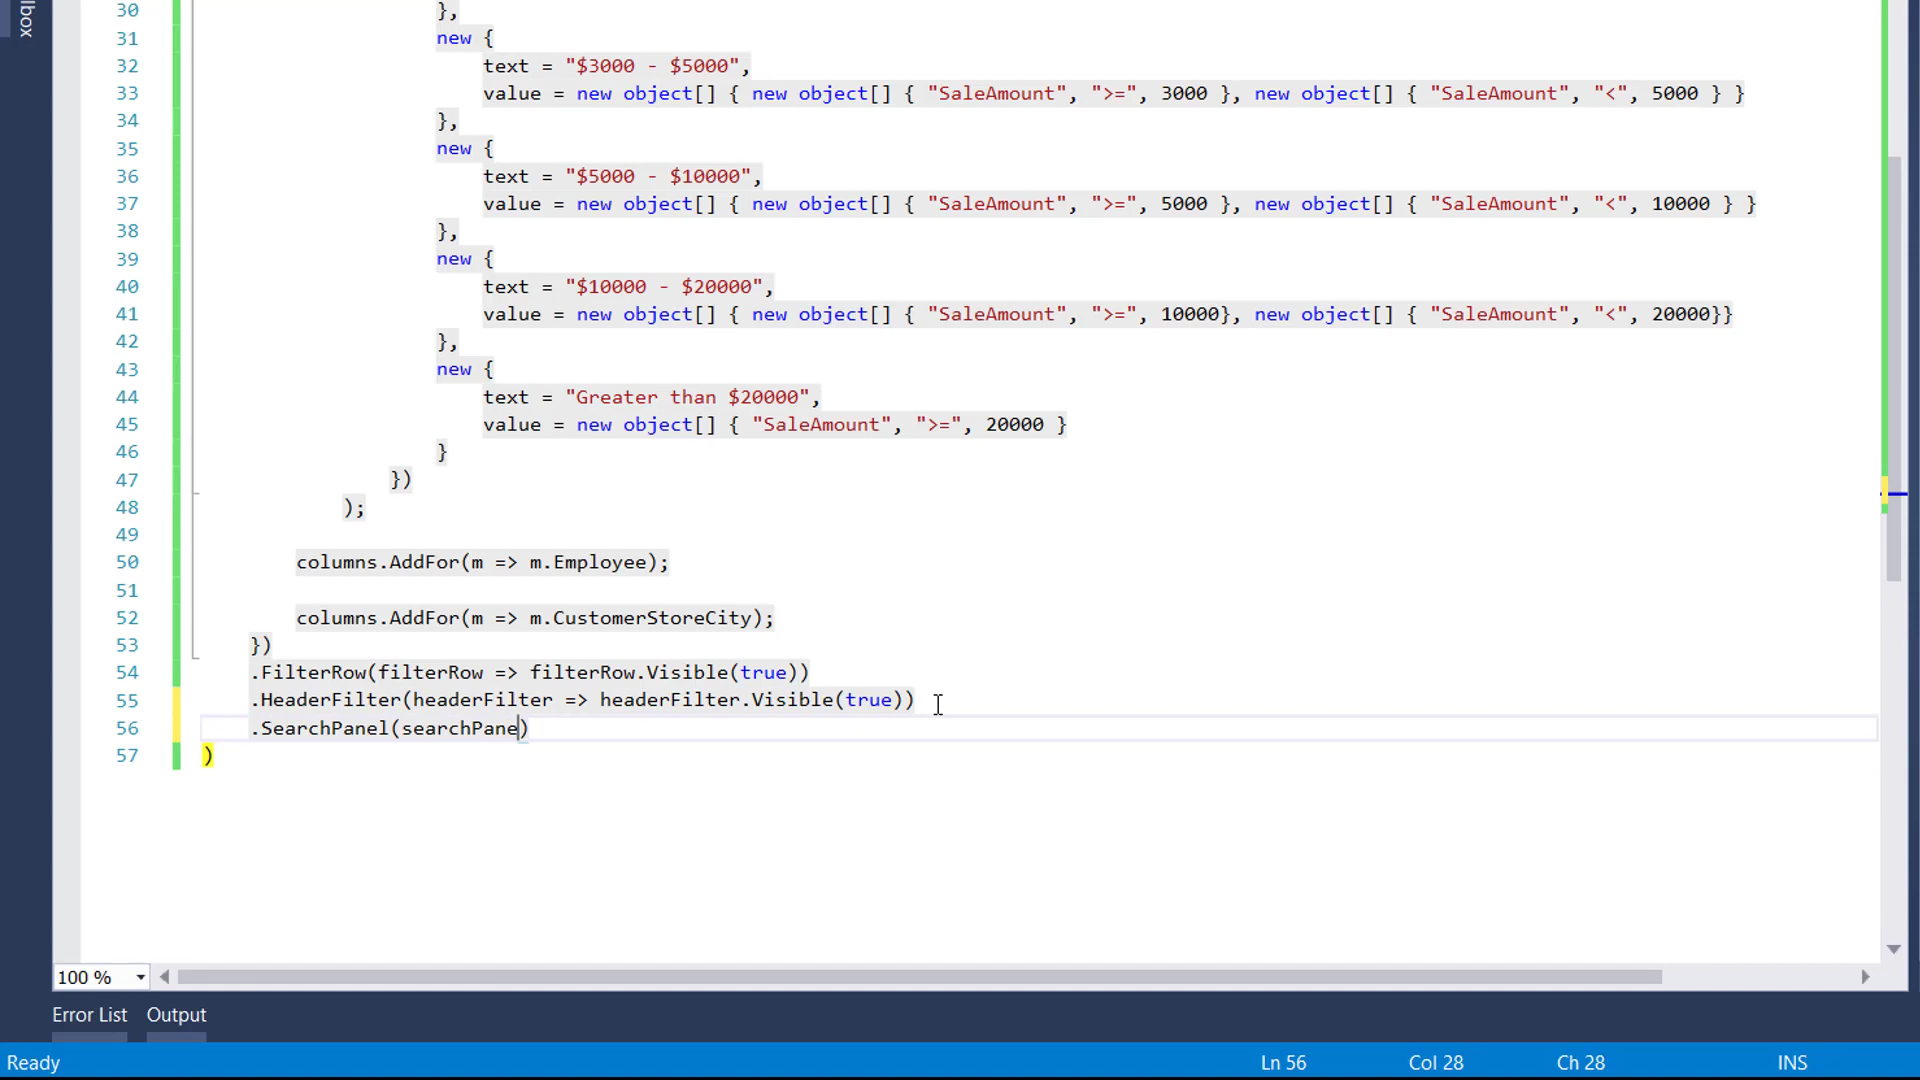 lbox
30 },
31 new {
32 text = "$3000 - $5000",
33 value = new object[] { new object[] { "SaleAmount", ">=", 3000 }, new object[] { "SaleAmount", "<", 5000 } }
34 },
35 new {
36 text = "$5000 - $10000",
37 value = new object[] { new object[] { "SaleAmount", ">=", 5000 }, new object[] { "SaleAmount", "<", 10000 } }
38 },
39 new {
40 text = "$10000 - $20000",
41 value = new object[] { new object[] { "SaleAmount", ">=", 10000}, new object[] { "SaleAmount", "<", 20000}}
42 },
43 new {
44 text = "Greater than $20000",
45 value = new object[] { "SaleAmount", ">=", 20000 }
46 }
47 })
48 );
49
50 columns.AddFor(m => m.Employee);
51
52 columns.AddFor(m => m.CustomerStoreCity);
53 })
54 .FilterRow(filterRow => filterRow.Visible(true))
55 .HeaderFilter(headerFilter => headerFilter.Visible(true))
56 .SearchPanel(searchPane)
57 )
100 %
Error List Output
Ready Ln 56 Col 28 Ch 28 INS